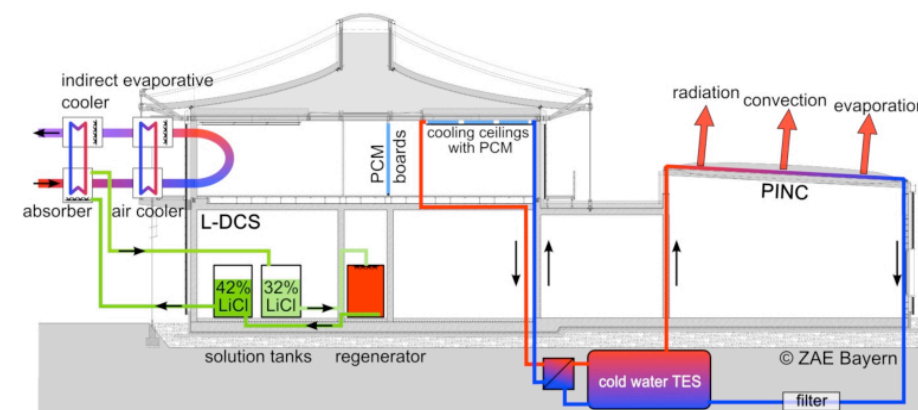 indirect evaporative
cooler
radiation
convection
evaporation
PCM
boards
cooling ceilings
with PCM
absorber
air cooler
PINC
L-DCS
42%
LiCl
32%
LiCl
solution tanks
regenerator
cold water TES
© ZAE Bayern
filter